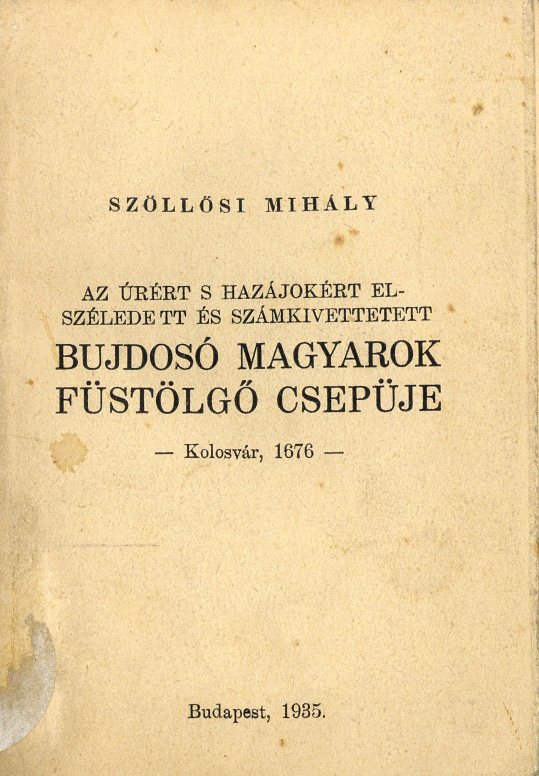 SZÖLLŐSI MIHÁLY
AZ ÚRÉRT S HAZÁJOKÉRT EL-
SZÉLEDETT ÉS SZÁMKIVETTETETT
BUJDOSÓ MAGYAROK
FÜSTÖLGŐ CSEPÜJE
— Kolosvár, 1676 —
Budapest, 1935.